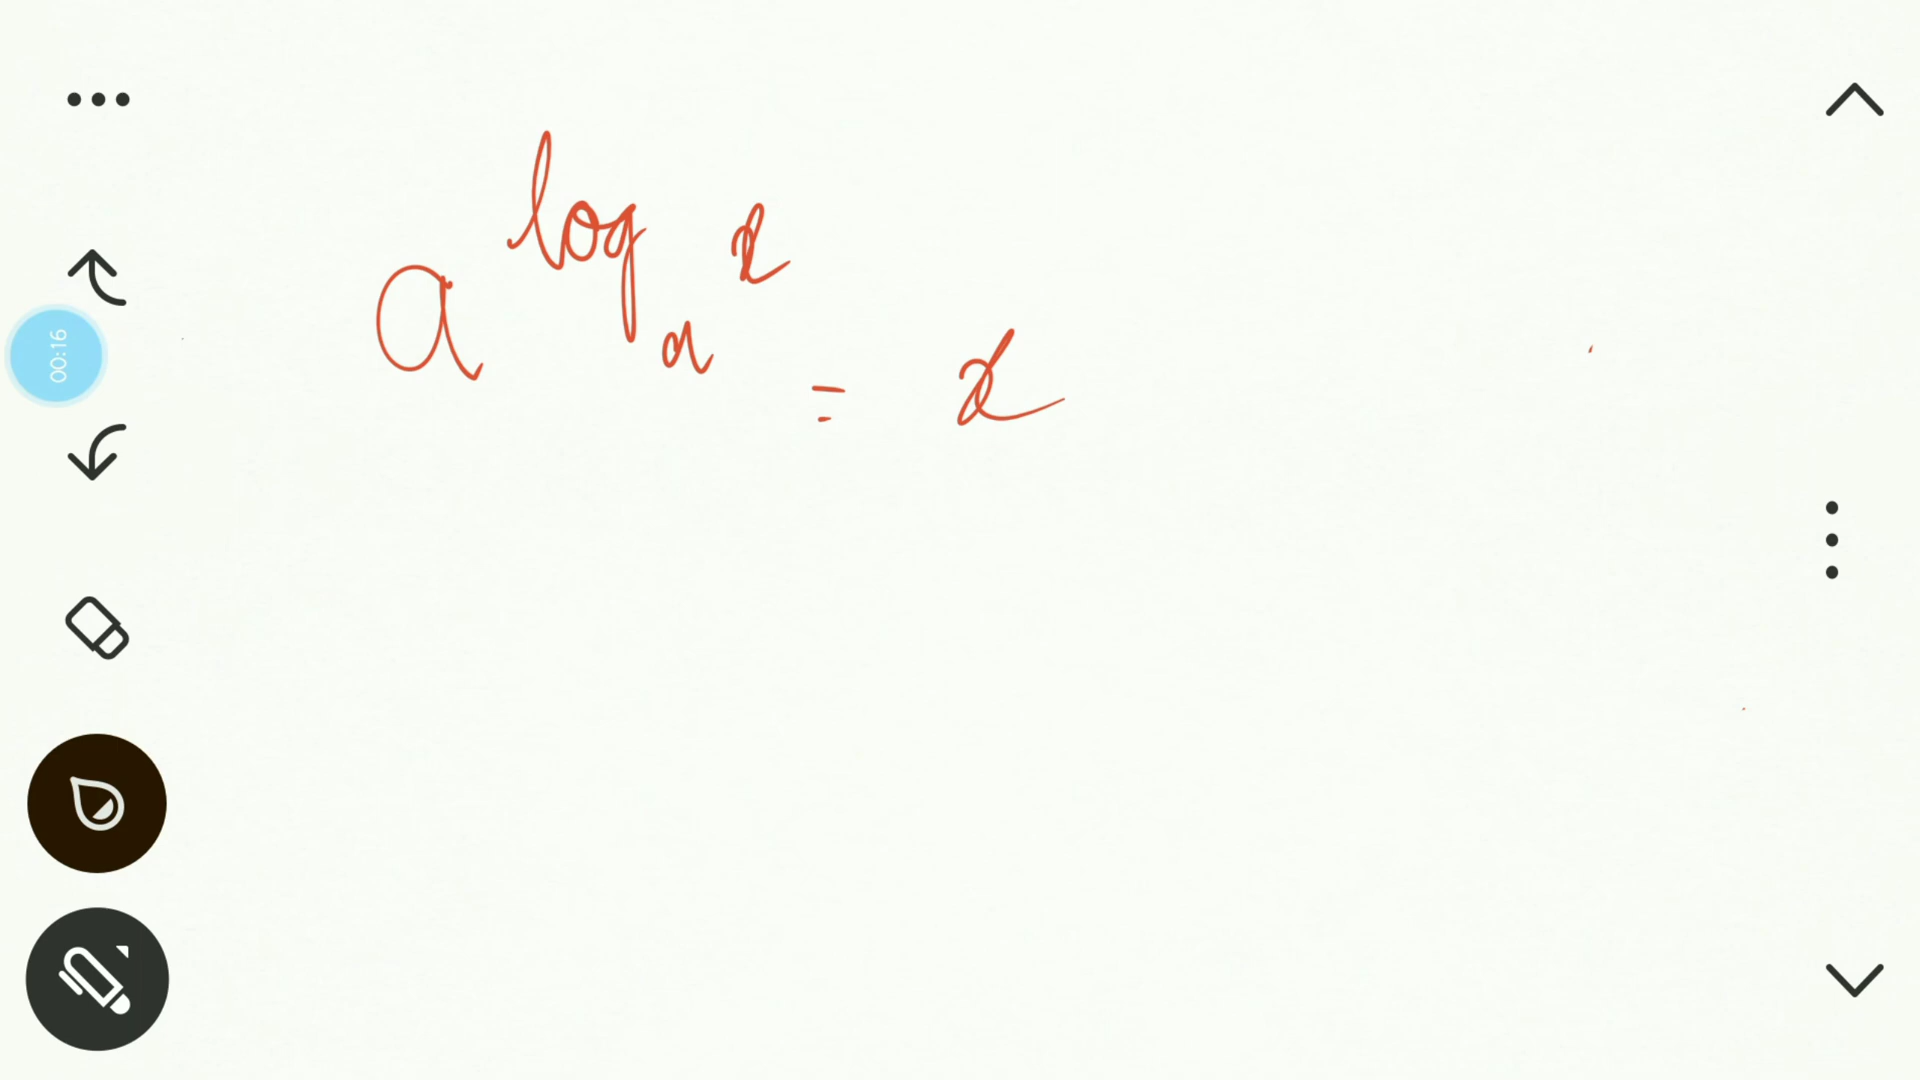 00:16
a^{log_a x} = x